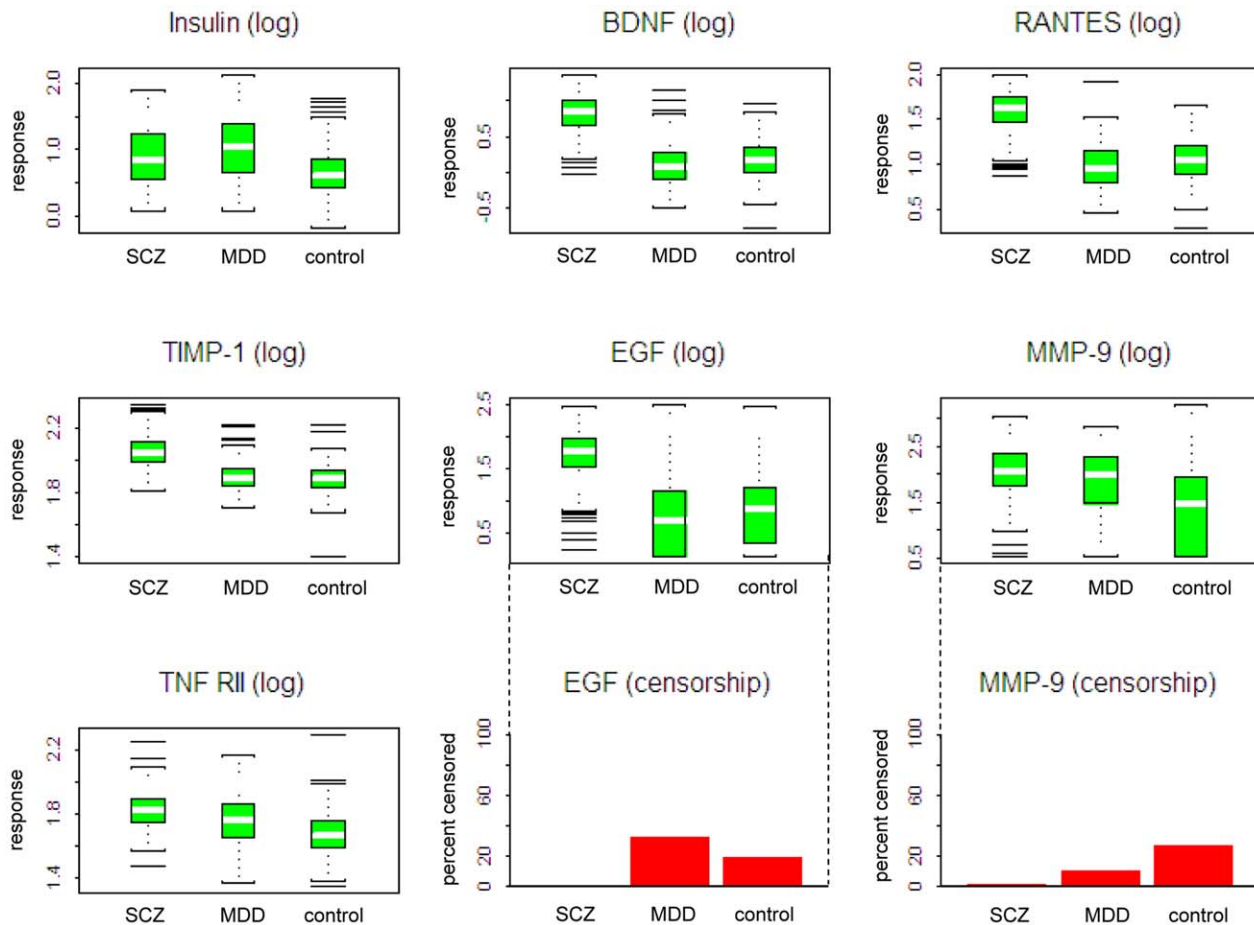 Insulin (log)
response
2.0
1.0
0.0
SCZ MDD control
BDNF (log)
response
0.5
-0.5
SCZ MDD control
RANTES (log)
response
2.0
1.5
1.0
0.5
SCZ MDD control
TIMP-1 (log)
response
2.2
1.8
1.4
SCZ MDD control
EGF (log)
response
2.5
1.5
0.5
SCZ MDD control
MMP-9 (log)
response
2.5
1.5
0.5
SCZ MDD control
TNF RII (log)
response
2.2
1.8
1.4
SCZ MDD control
EGF (censorship)
percent censored
100
60
20
0
SCZ MDD control
MMP-9 (censorship)
percent censored
100
60
20
0
SCZ MDD control